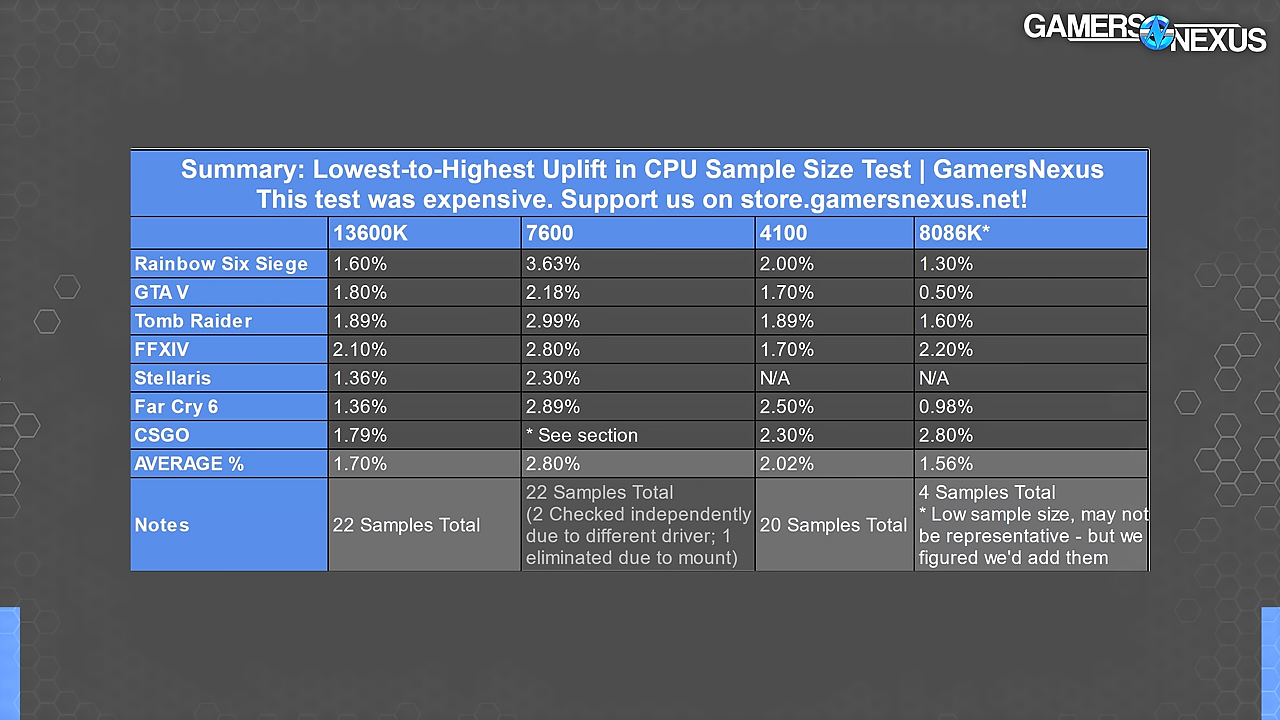 GAMERS NEXUS
Summary: Lowest-to-Highest Uplift in CPU Sample Size Test | GamersNexus
This test was expensive. Support us on store.gamersnexus.net!
13600K 7600 4100 8086K*
Rainbow Six Siege 1.60% 3.63% 2.00% 1.30%
GTA V 1.80% 2.18% 1.70% 0.50%
Tomb Raider 1.89% 2.99% 1.89% 1.60%
FFXIV 2.10% 2.80% 1.70% 2.20%
Stellaris 1.36% 2.30% N/A N/A
Far Cry 6 1.36% 2.89% 2.50% 0.98%
CSGO 1.79% * See section 2.30% 2.80%
AVERAGE % 1.70% 2.80% 2.02% 1.56%
Notes
22 Samples Total
22 Samples Total
(2 Checked independently
due to different driver; 1
eliminated due to mount)
20 Samples Total
4 Samples Total
* Low sample size, may not
be representative - but we
figured we'd add them